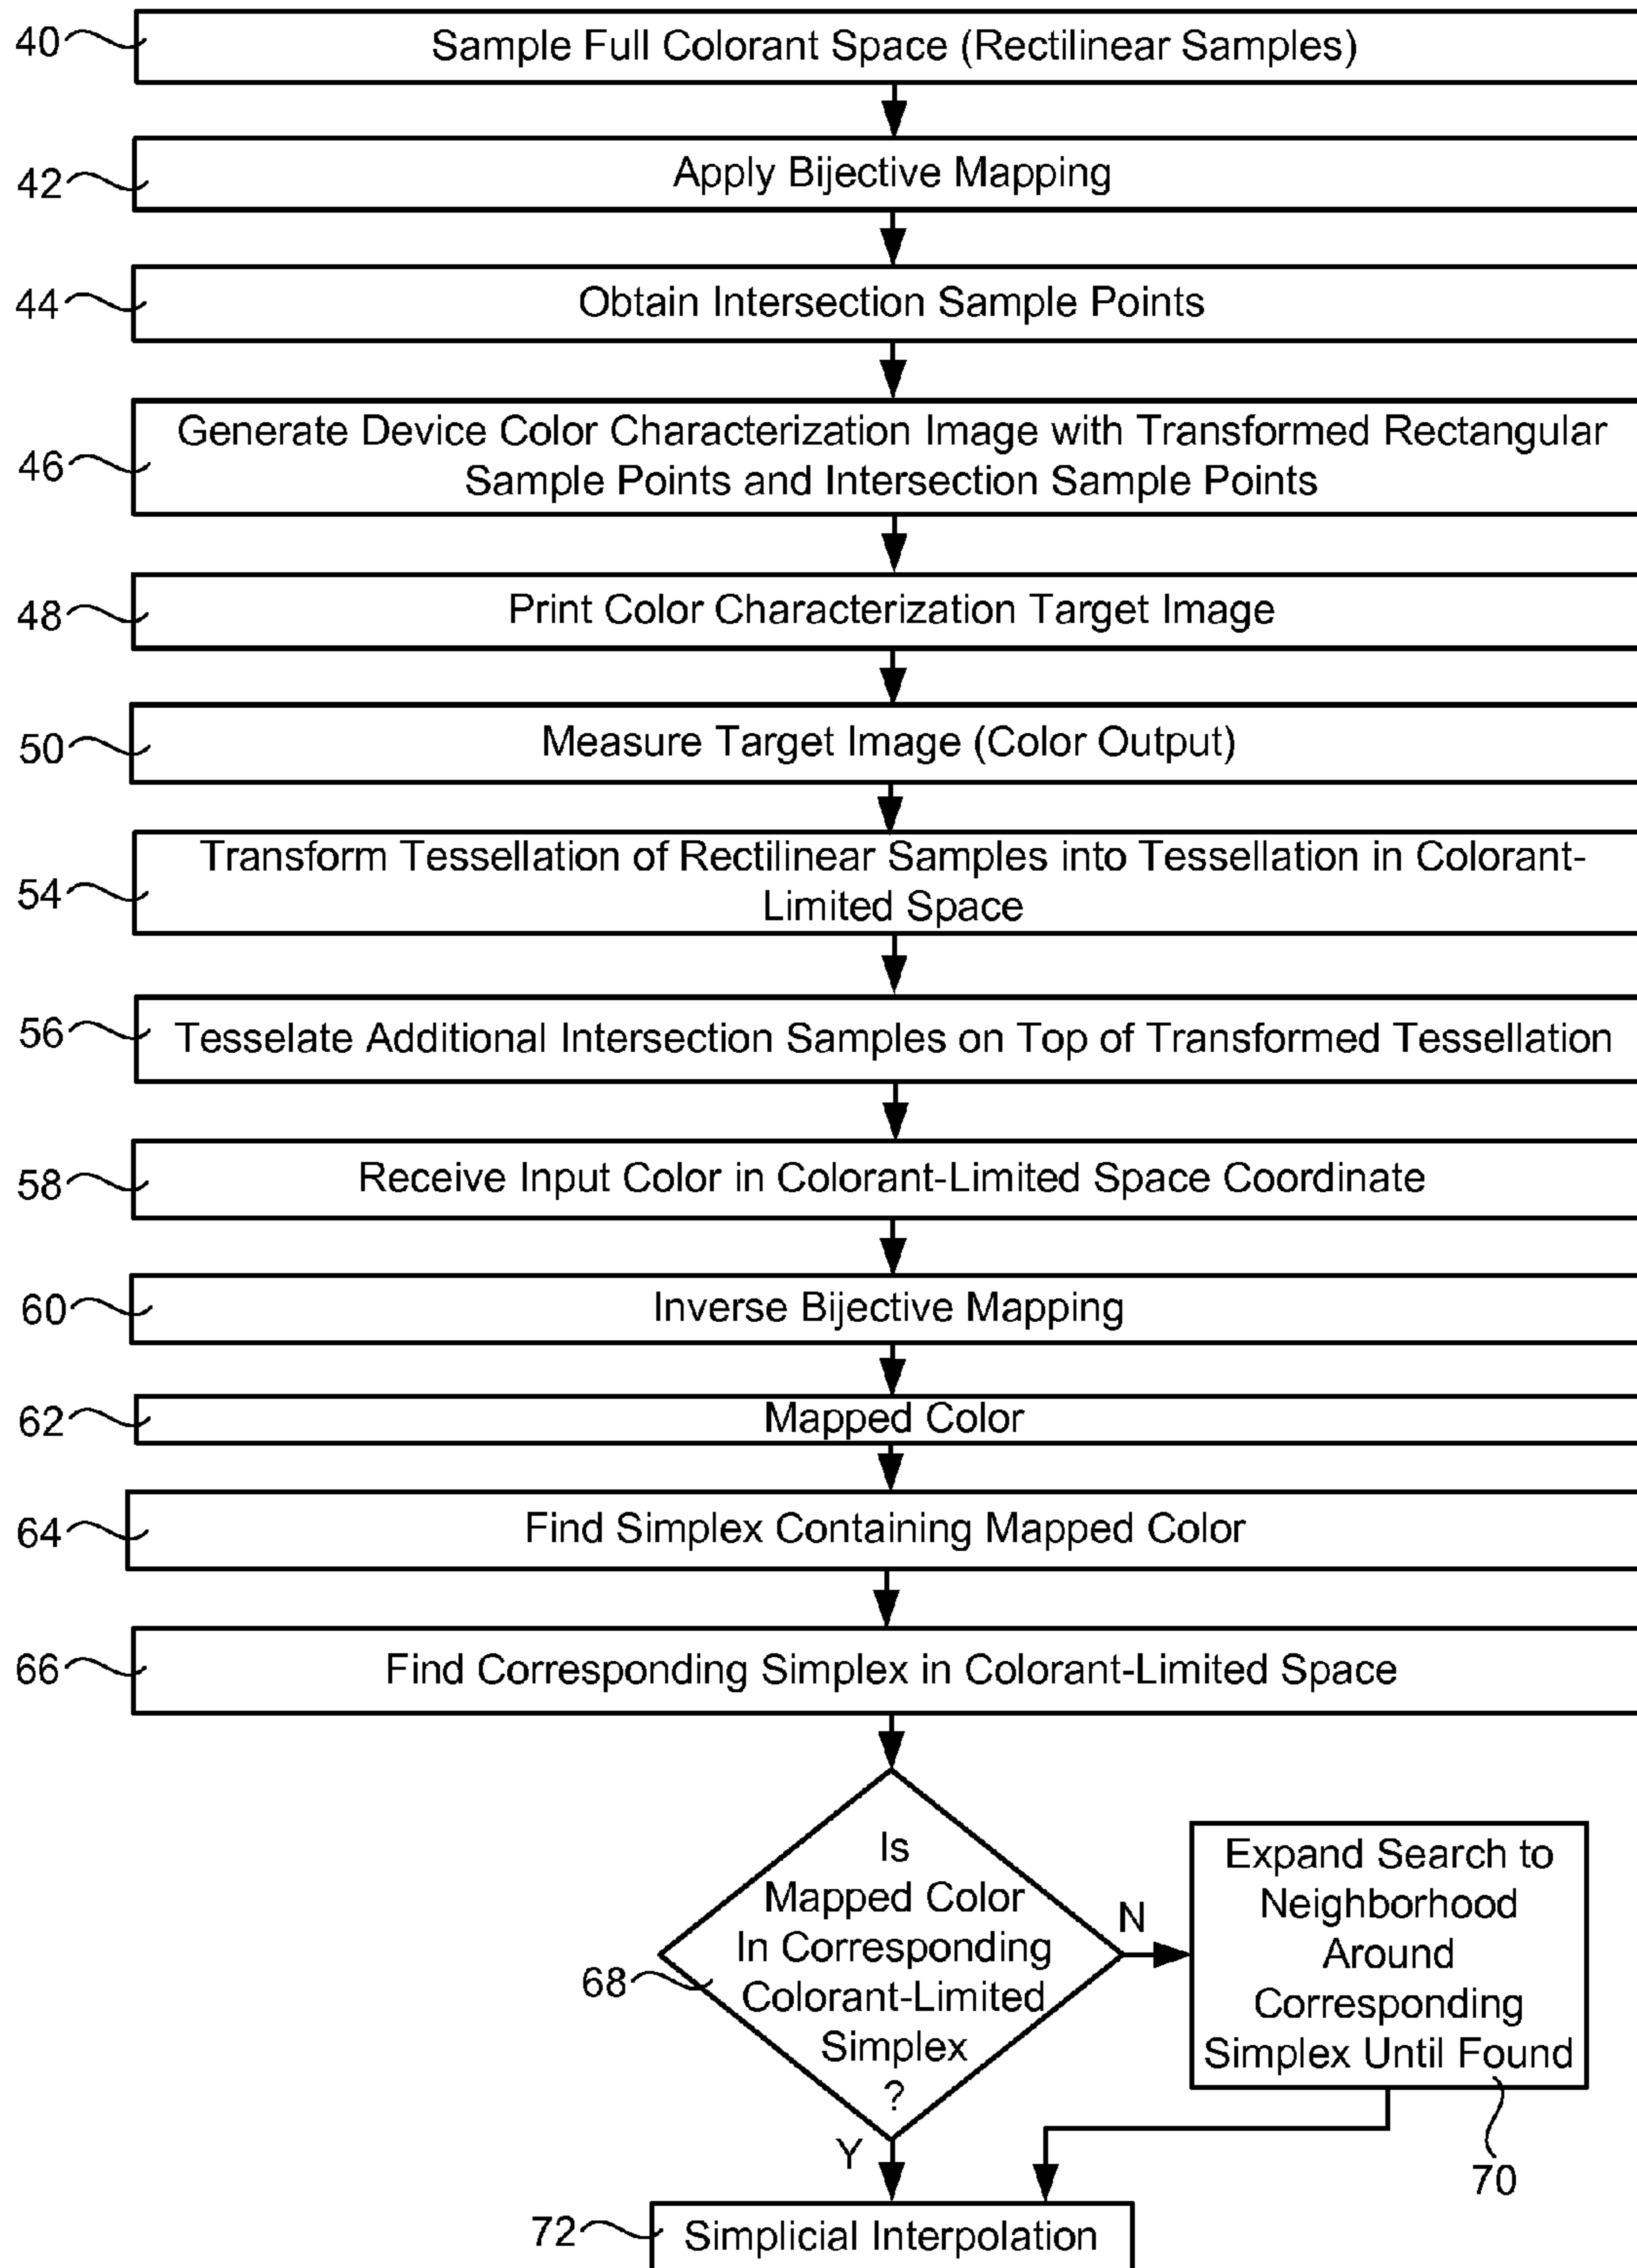 40 Sample Full Colorant Space (Rectilinear Samples)
42 Apply Bijective Mapping
44 Obtain Intersection Sample Points
Generate Device Color Characterization Image with Transformed Rectangular
46 Sample Points and Intersection Sample Points
48 Print Color Characterization Target Image
50 Measure Target Image (Color Output)
Transform Tessellation of Rectilinear Samples into Tessellation in Colorant-
54 Limited Space
56 Tesselate Additional Intersection Samples on Top of Transformed Tessellation
58 Receive Input Color in Colorant-Limited Space Coordinate
60 Inverse Bijective Mapping
62 Mapped Color
64 Find Simplex Containing Mapped Color
66 Find Corresponding Simplex in Colorant-Limited Space
Is
Mapped Color
In Corresponding
Colorant-Limited
Simplex
?
68
N
Expand Search to
Neighborhood
Around
Corresponding
Simplex Until Found
70
Y
72 Simplicial Interpolation